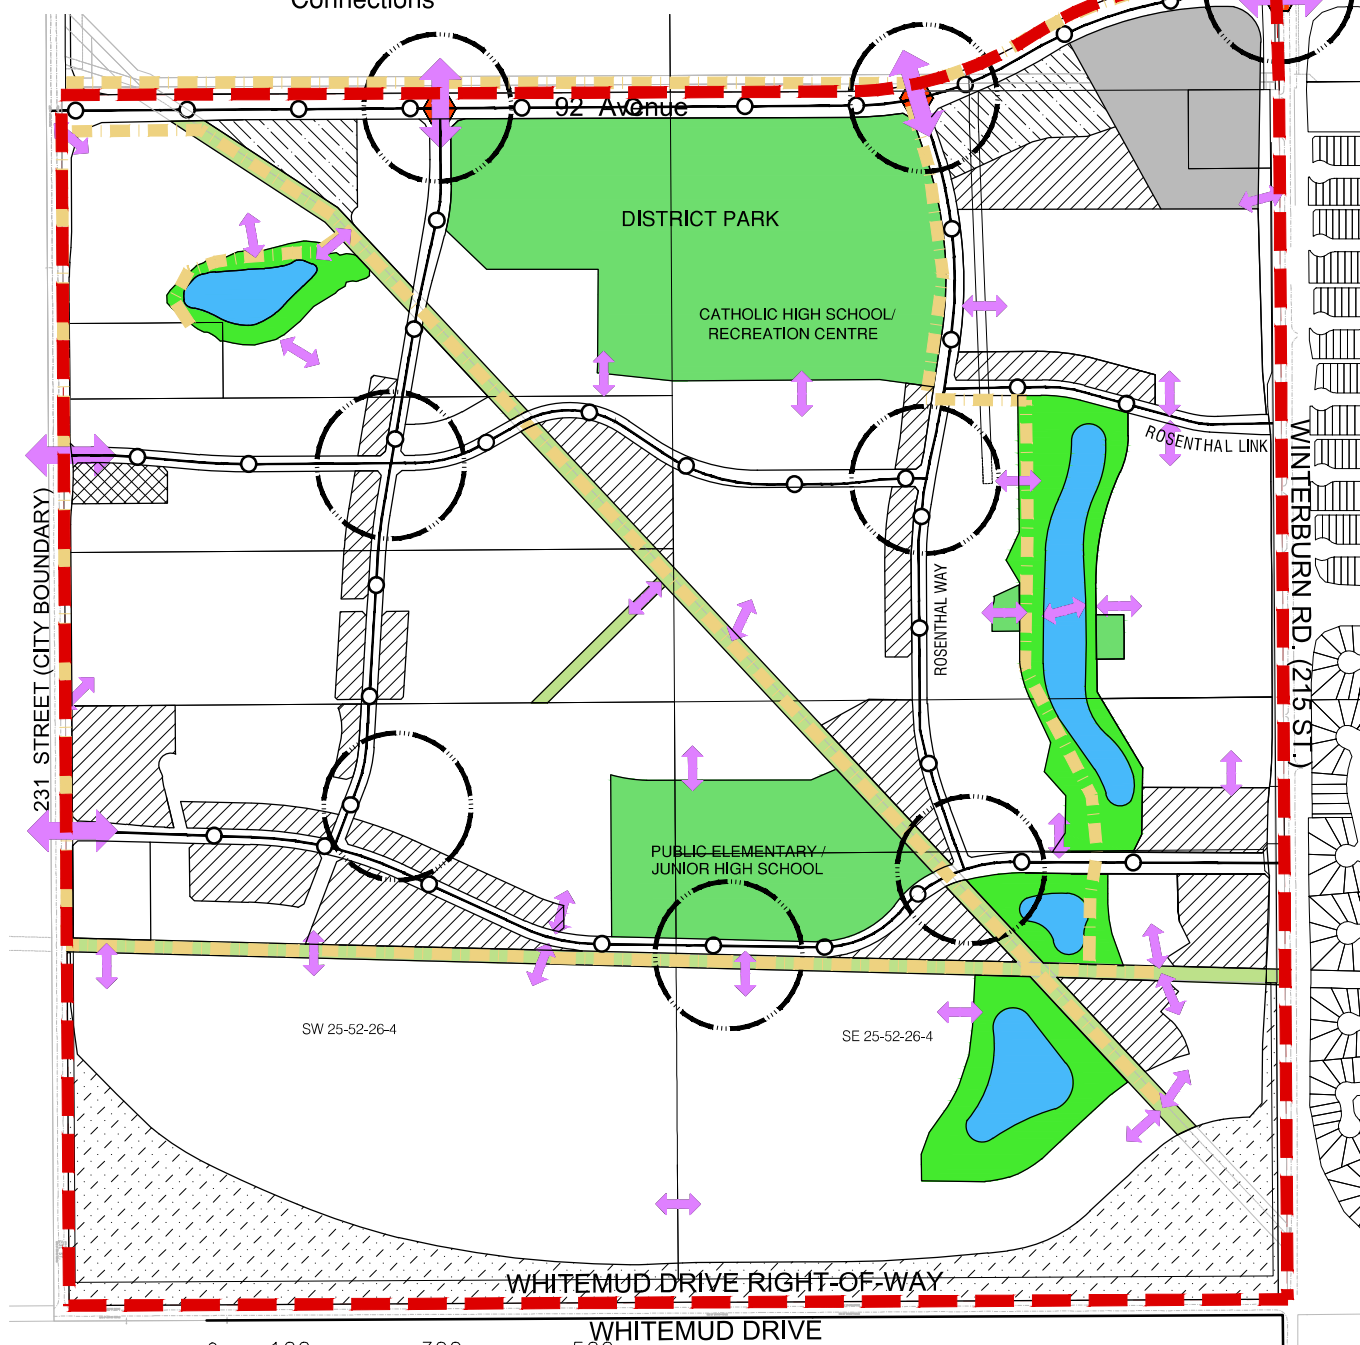 92 Avenue
DISTRICT PARK
CATHOLIC HIGH SCHOOL/
RECREATION CENTRE
ROSENTHAL LINK
WINTERBURN RD. (215 ST.)
231 STREET (CITY BOUNDARY)
ROSENTHAL WAY
PUBLIC ELEMENTARY /
JUNIOR HIGH SCHOOL
SW 25-52-26-4
SE 25-52-26-4
WHITEMUD DRIVE RIGHT-OF-WAY
WHITEMUD DRIVE